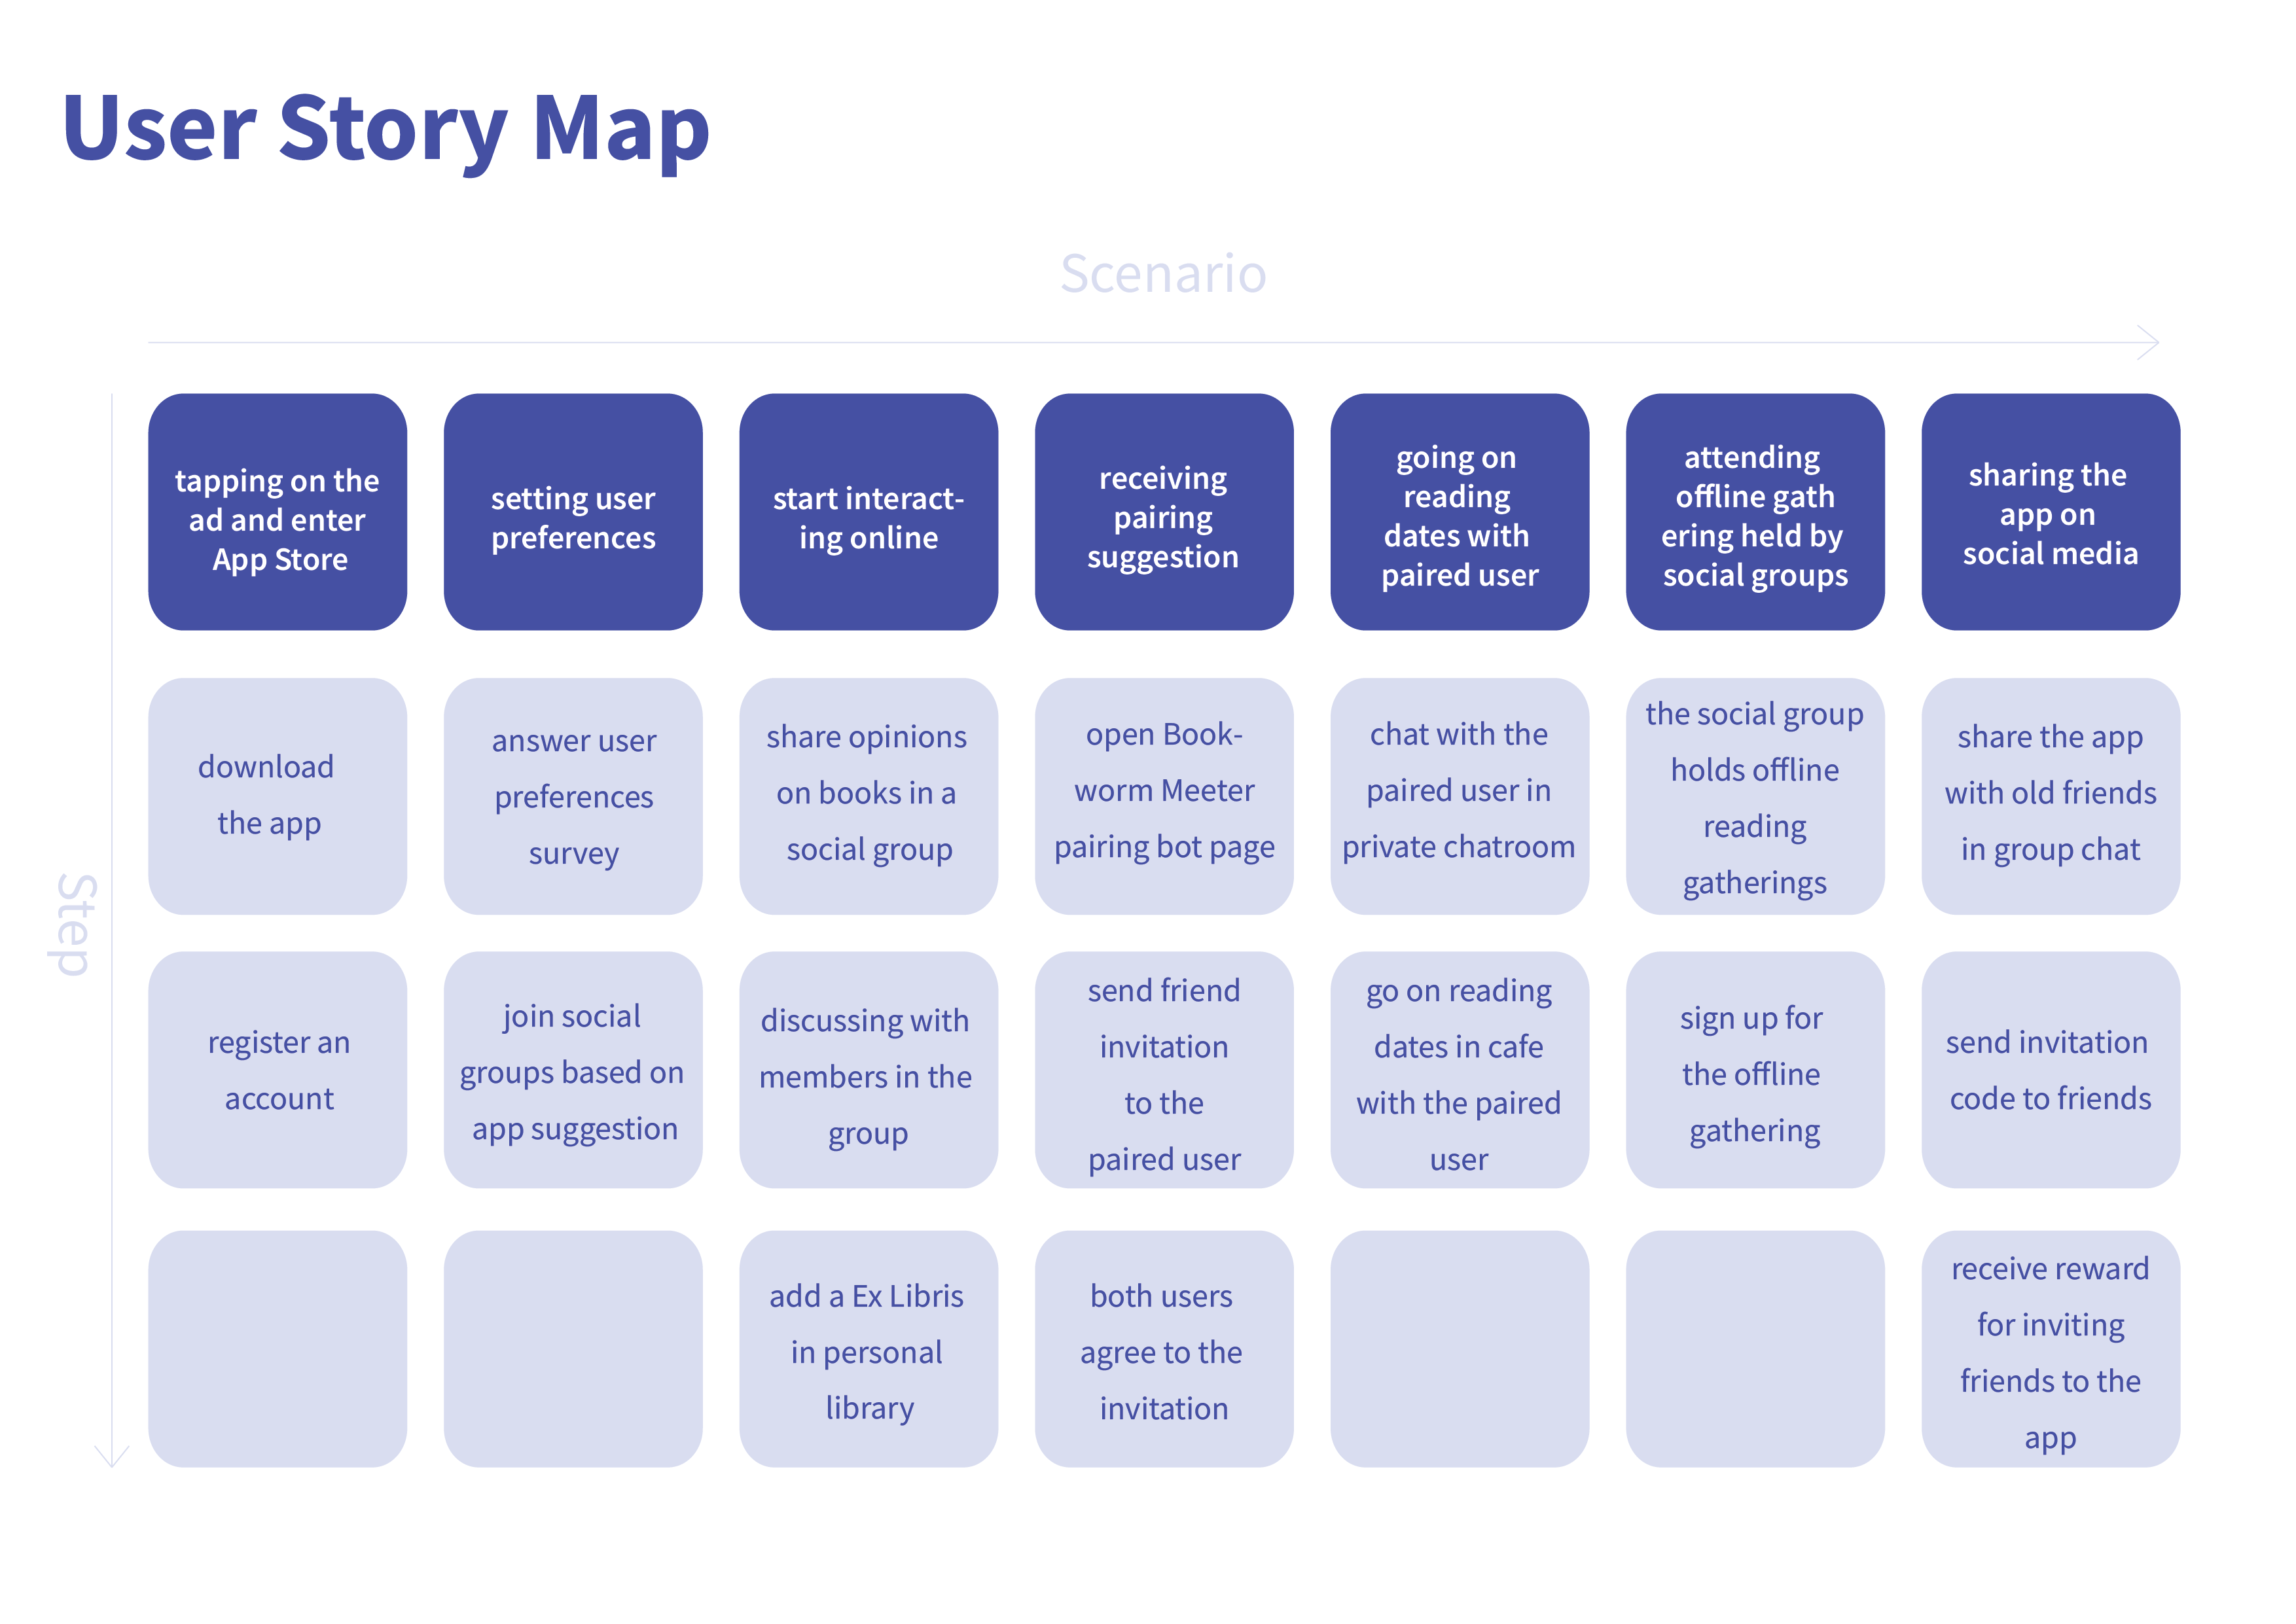 User Story Map
Scenario
Step
tapping on the
ad and enter
App Store
setting user
preferences
start interact-
ing online
receiving
pairing
suggestion
going on
reading
dates with
paired user
attending
offline gath
ering held by
social groups
sharing the
app on
social media
download
the app
answer user
preferences
survey
share opinions
on books in a
social group
open Book-
worm Meeter
pairing bot page
chat with the
paired user in
private chatroom
the social group
holds offline
reading
gatherings
share the app
with old friends
in group chat
register an
account
join social
groups based on
app suggestion
discussing with
members in the
group
send friend
invitation
to the
paired user
go on reading
dates in cafe
with the paired
user
sign up for
the offline
gathering
send invitation
code to friends
add a Ex Libris
in personal
library
both users
agree to the
invitation
receive reward
for inviting
friends to the
app